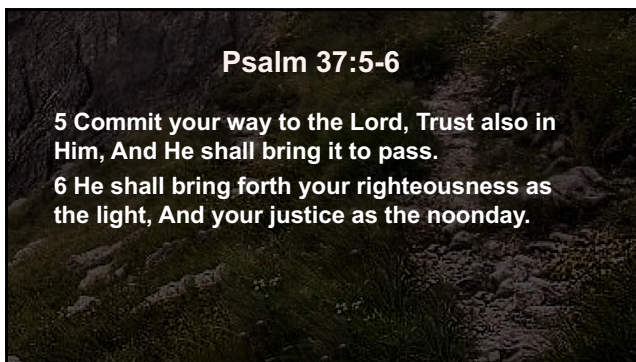 Psalm 37:5-6
5 Commit your way to the Lord, Trust also in
Him, And He shall bring it to pass.
6 He shall bring forth your righteousness as
the light, And your justice as the noonday.